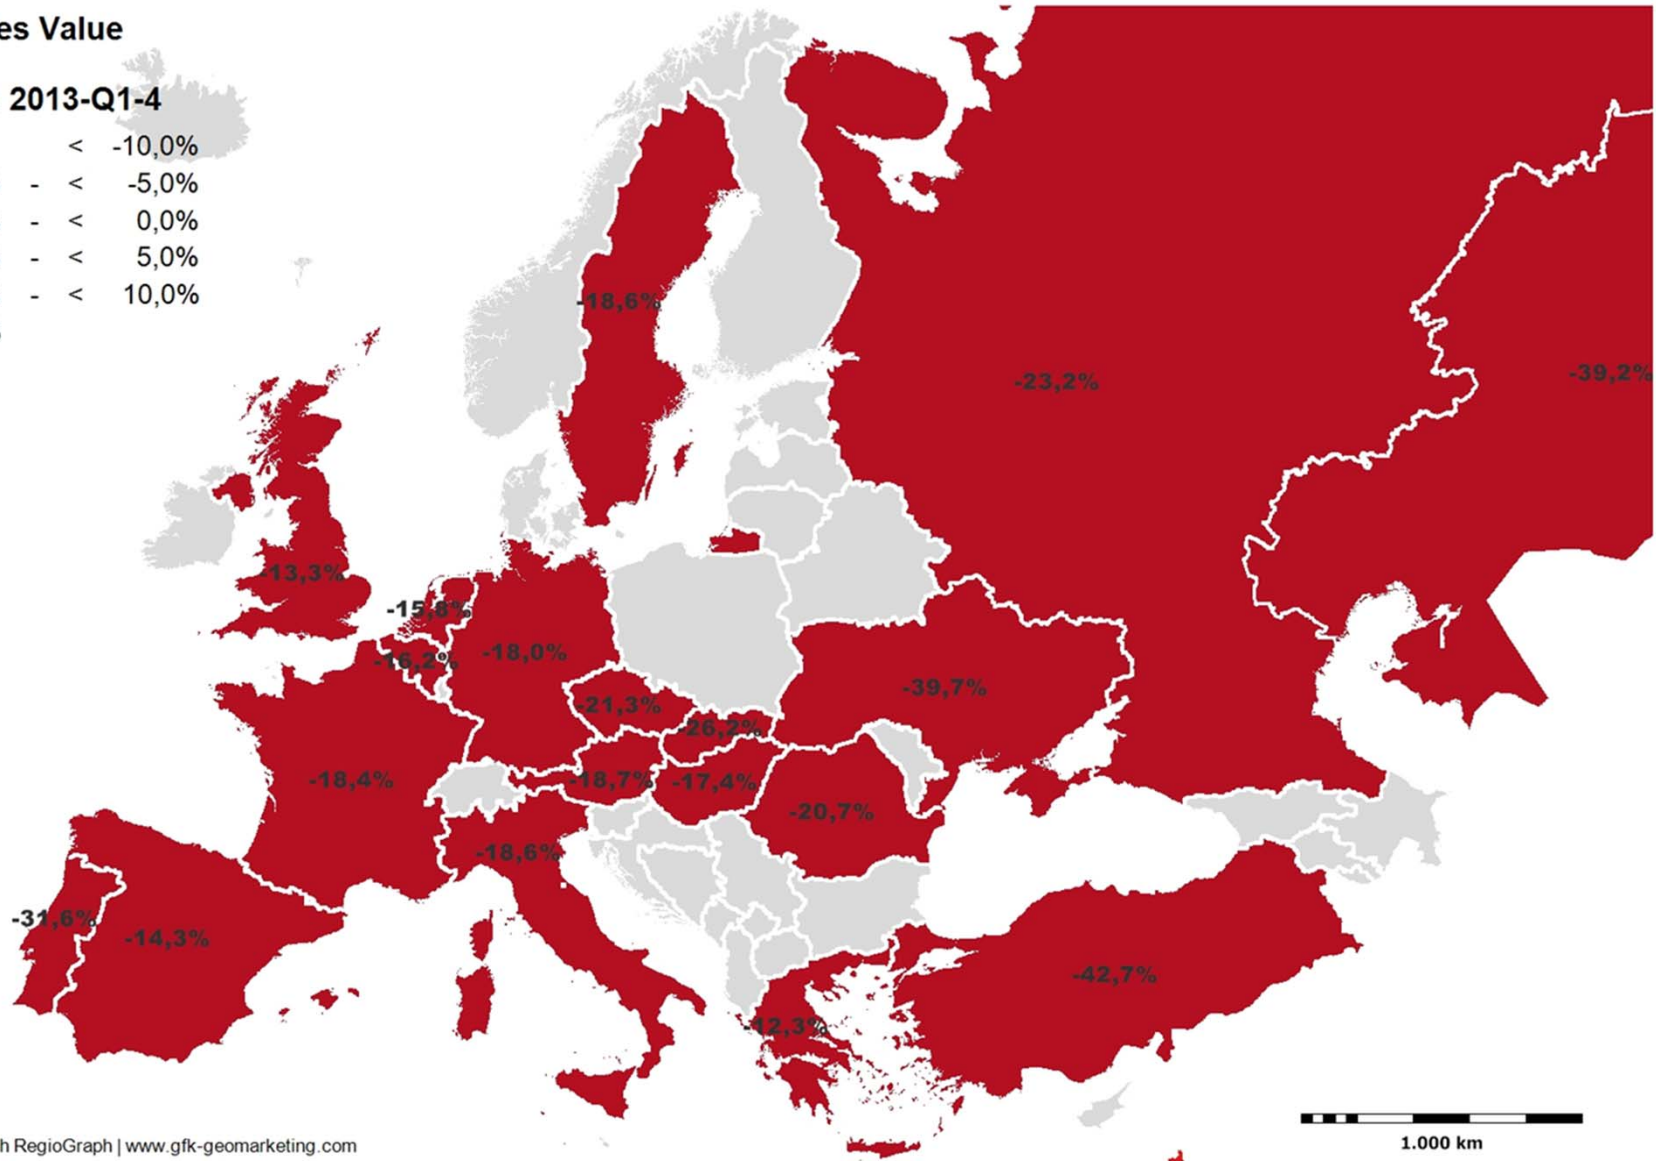 es Value
2013-Q1-4
< -10,0%
- < -5,0%
- < 0,0%
- < 5,0%
- < 10,0%
-18,6%
-23,2%
-39,2%
-13,3%
-15,8%
-16,2%
-18,0%
-39,7%
-21,3%
-26,2%
-18,4%
-18,7%
-17,4%
-20,7%
-18,6%
-31,6%
-14,3%
-42,7%
-12,3%
1.000 km
h RegioGraph | www.gfk-geomarketing.com